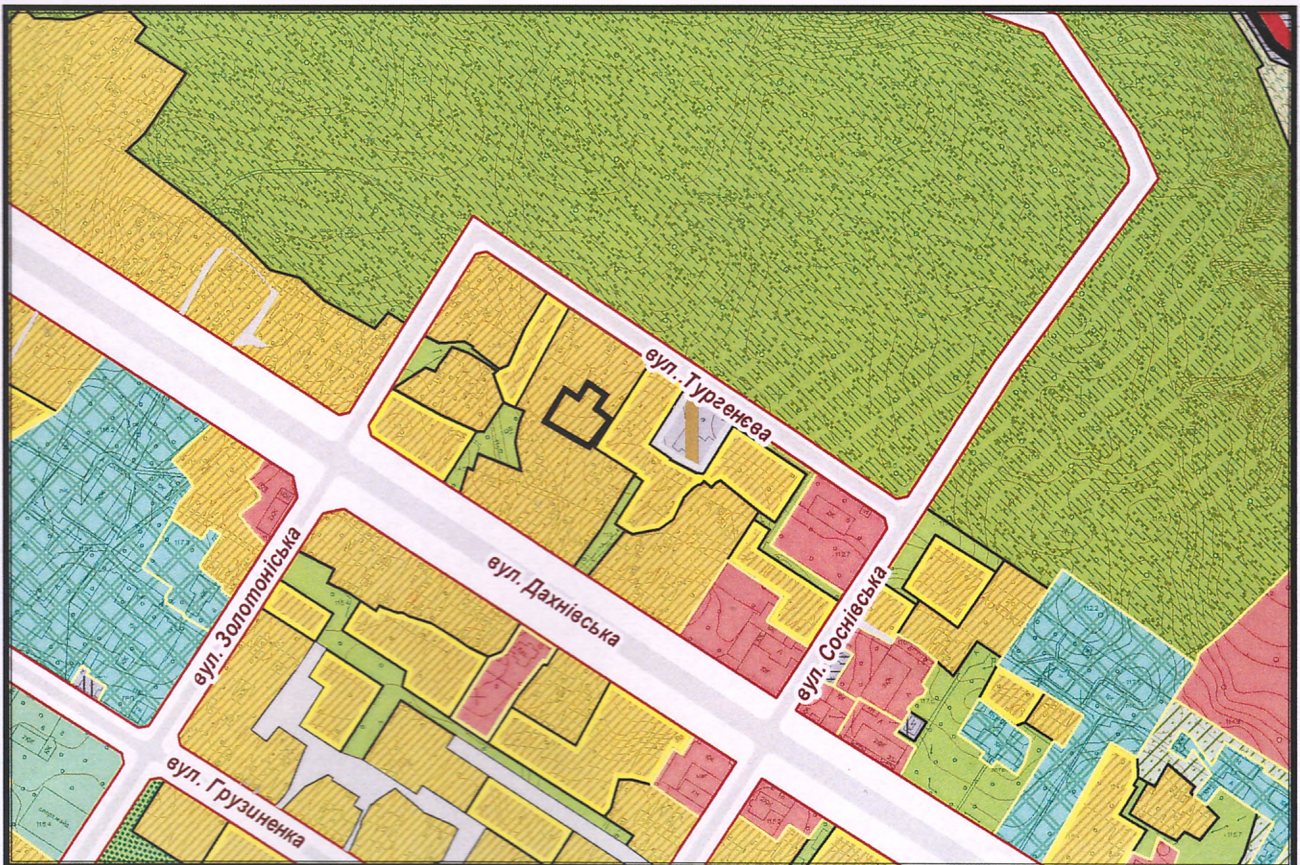 вул. Тургенєва
вул. Дахнівська
вул. Золотоніська
вул. Соснівська
вул. Грузиненка